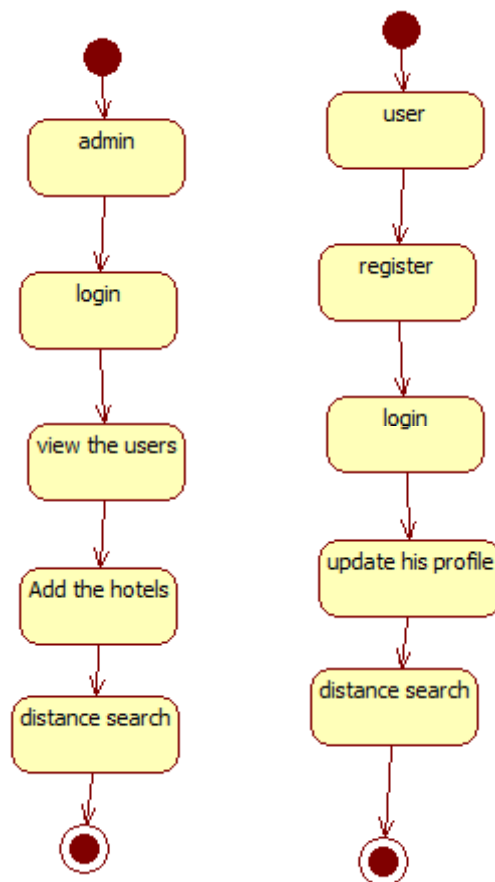 admin
login
view the users
Add the hotels
distance search
user
register
login
update his profile
distance search